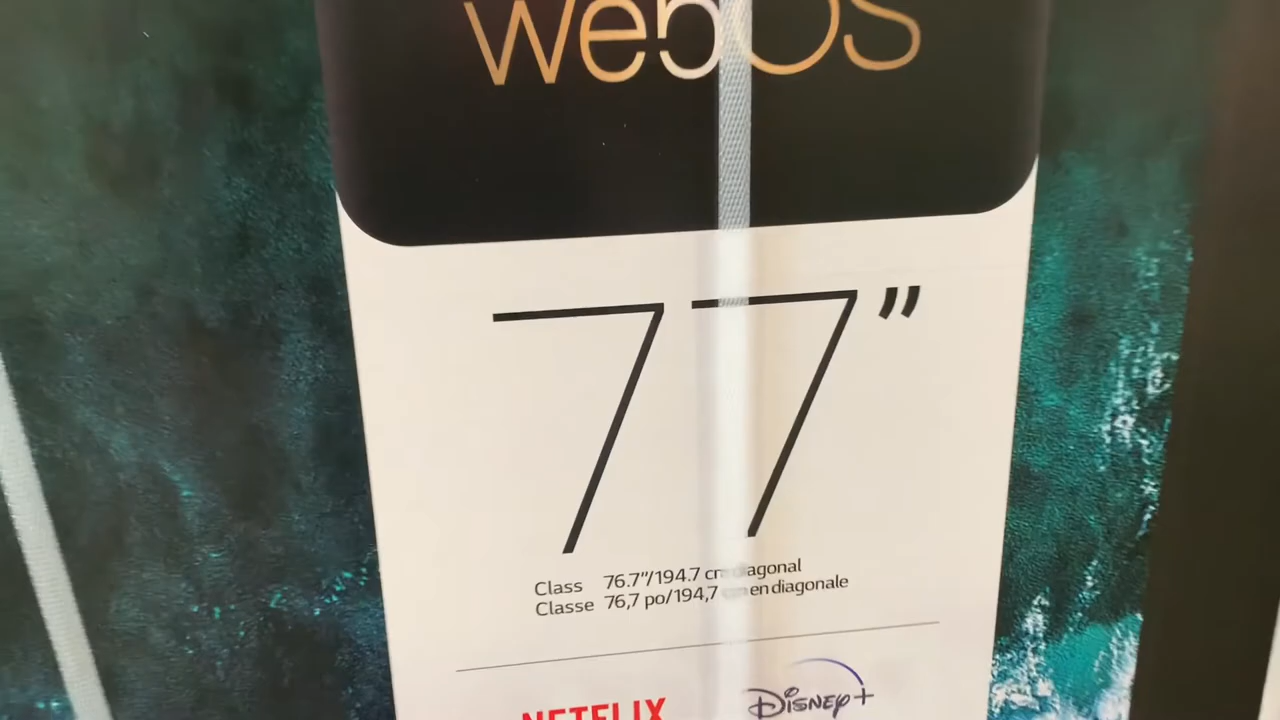 webOS
77”
Class 76.7”/194.7 cm diagonal
Classe 76,7 po/194,7 en diagonale
NETFLIX
Disney+